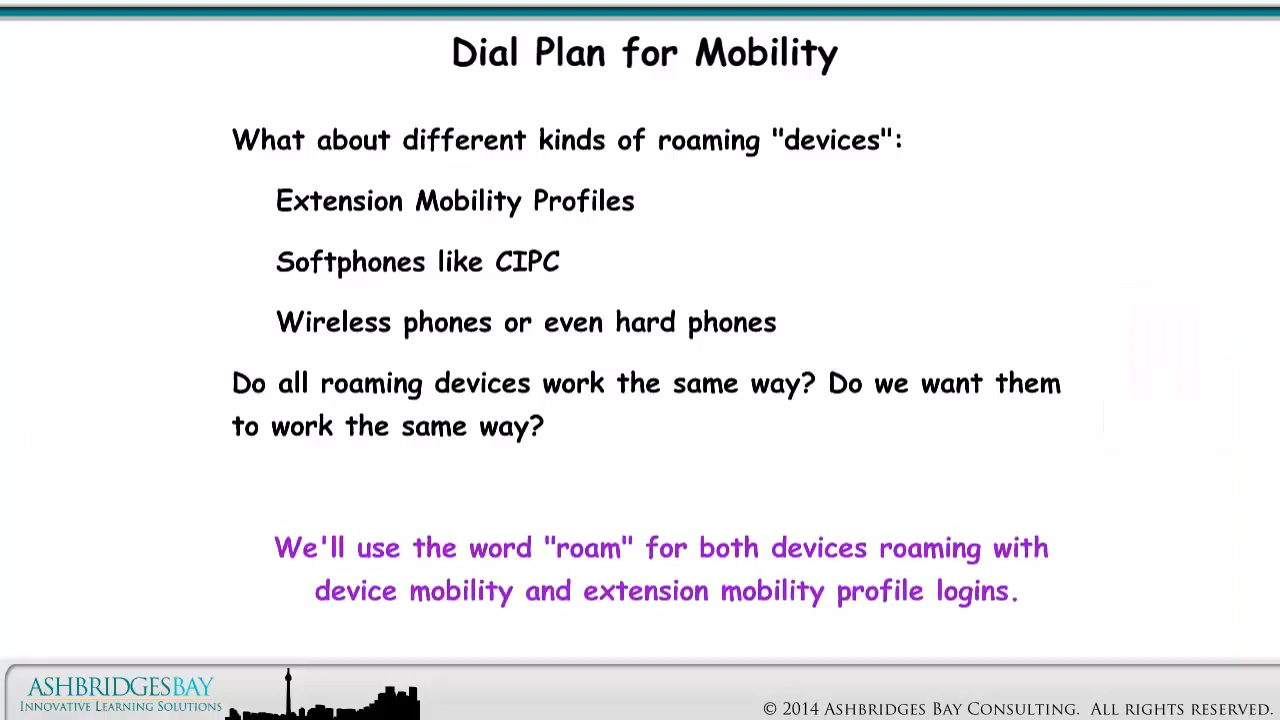 Dial Plan for Mobility
What about different kinds of roaming "devices":
Extension Mobility Profiles
Softphones like CIPC
Wireless phones or even hard phones
Do all roaming devices work the same way? Do we want them
to work the same way?
We'll use the word "roam" for both devices roaming with
device mobility and extension mobility profile logins.
ASHBRIDGESBAY
INNOVATIVE LEARNING SOLUTIONS
© 2014 ASHBRIDGES BAY CONSULTING. ALL RIGHTS RESERVED.